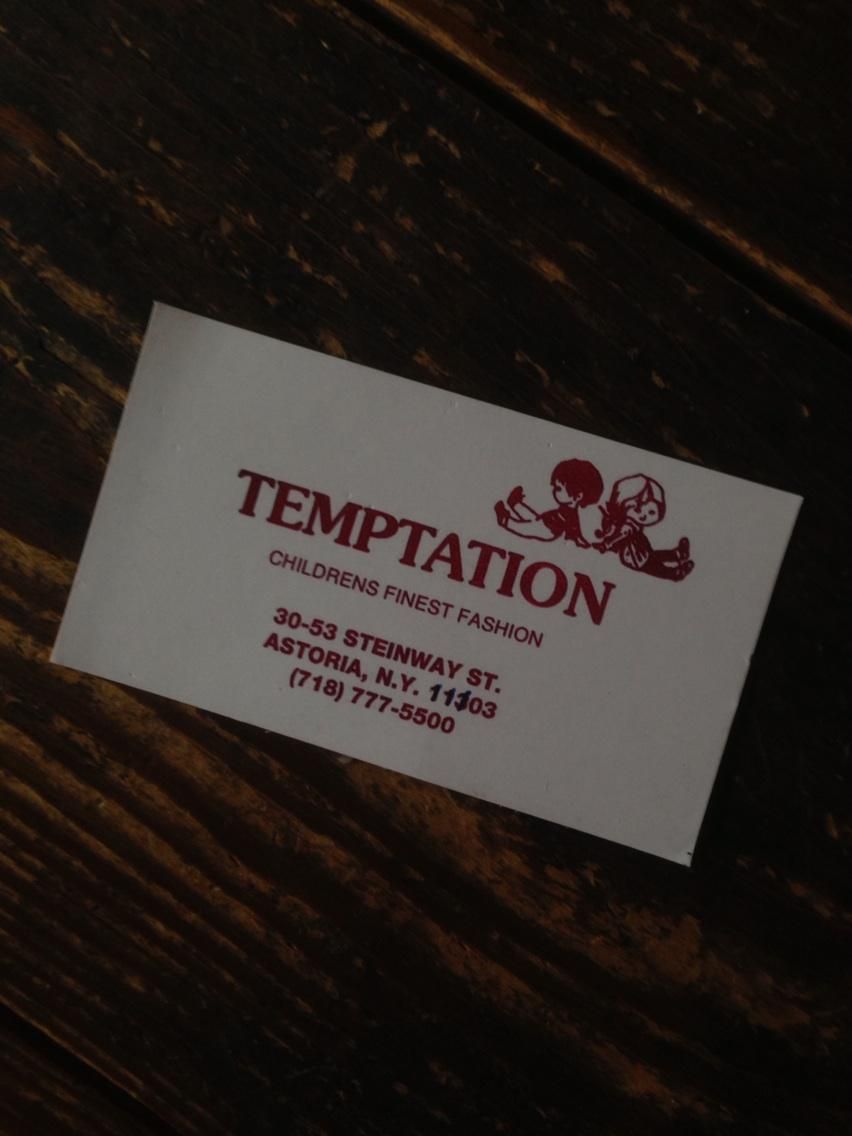 TEMPTATION
CHILDRENS FINEST FASHION
30-53 STEINWAY ST.
ASTORIA, N.Y. 11103
(718) 777-5500